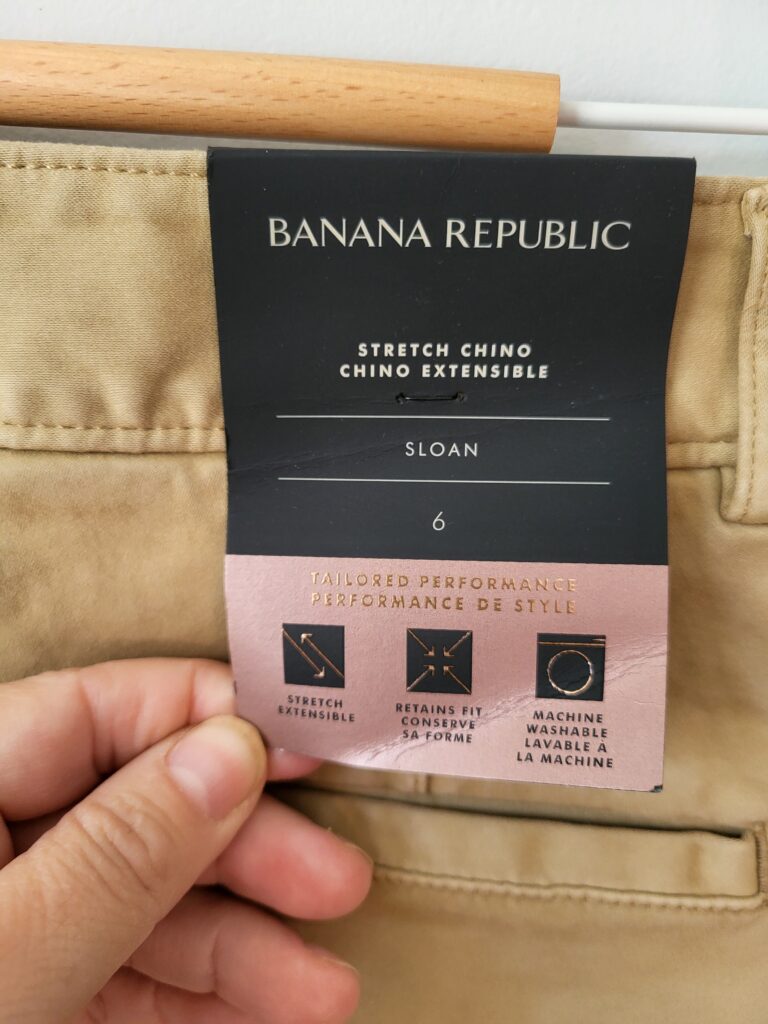 BANANA REPUBLIC
STRETCH CHINO
CHINO EXTENSIBLE
SLOAN
6
TAILORED PERFORMANCE
PERFORMANCE DE STYLE
STRETCH
EXTENSIBLE
RETAINS FIT
CONSERVE
SA FORME
MACHINE
WASHABLE
LAVABLE À
LA MACHINE